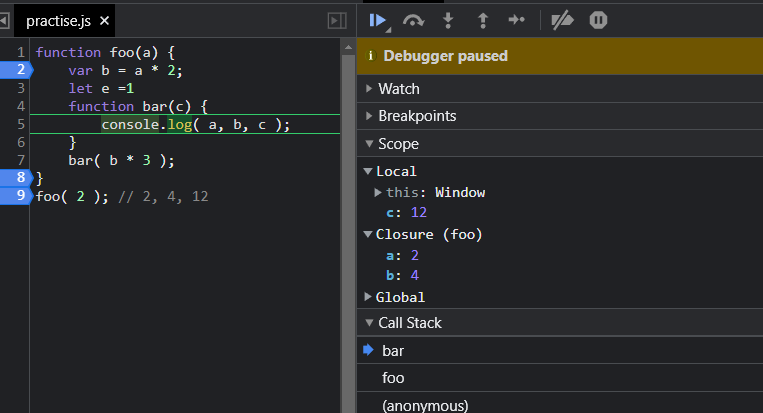 practise.js ×
1 function foo(a) {
2 var b = a * 2;
3 let e =1
4 function bar(c) {
5 console.log( a, b, c );
6 }
7 bar( b * 3 );
8 }
9 foo( 2 ); // 2, 4, 12
i Debugger paused
Watch
Breakpoints
Scope
Local
this: Window
c: 12
Closure (foo)
a: 2
b: 4
Global
Call Stack
bar
foo
(anonymous)